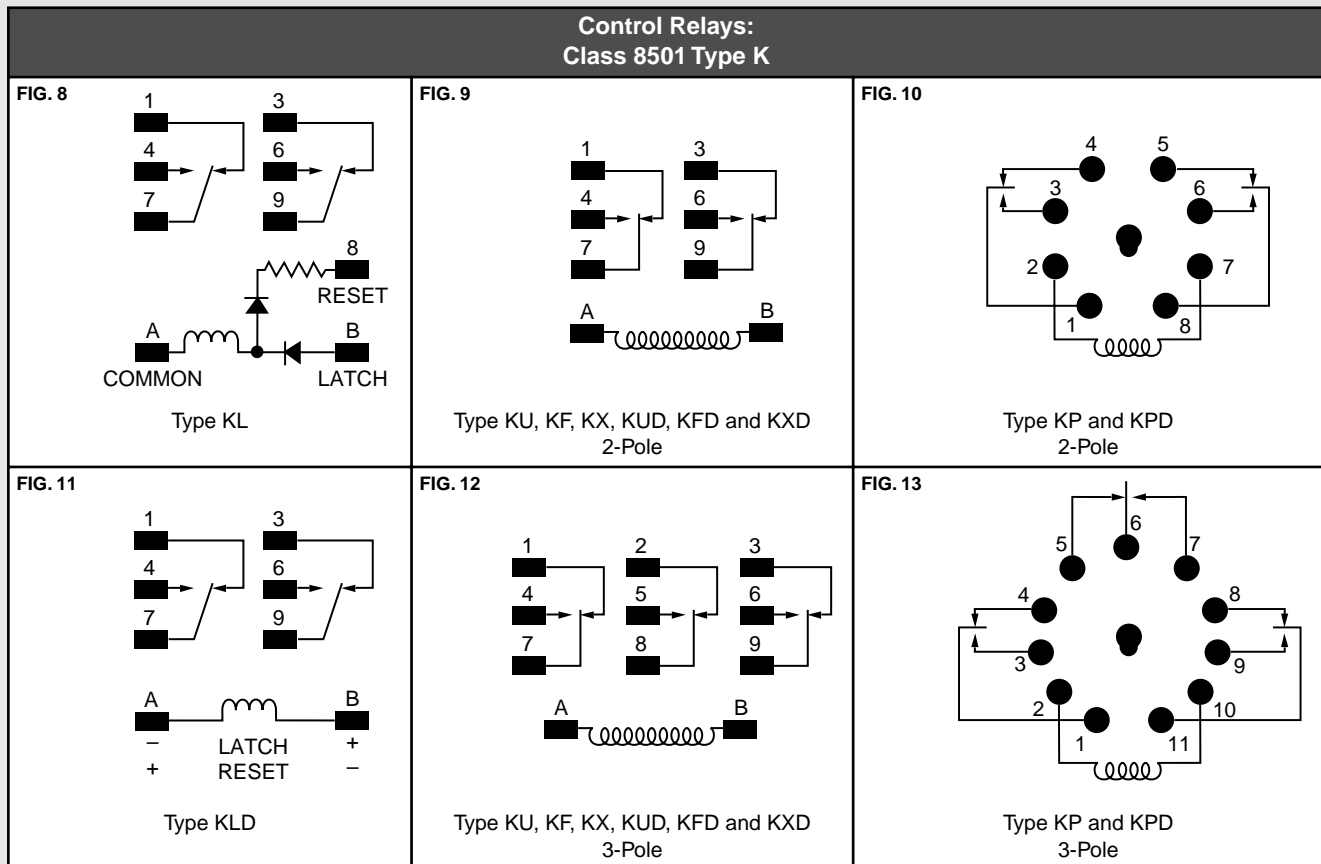 Control Relays:
Class 8501 Type K
FIG. 8
1 3
4 6
7 9
8
RESET
A B
COMMON LATCH
Type KL
FIG. 9
1 3
4 6
7 9
A B
Type KU, KF, KX, KUD, KFD and KXD
2-Pole
FIG. 10
4 5
3 6
2 7
1 8
Type KP and KPD
2-Pole
FIG. 11
1 3
4 6
7 9
A B
– LATCH +
+ RESET –
Type KLD
FIG. 12
1 2 3
4 5 6
7 8 9
A B
Type KU, KF, KX, KUD, KFD and KXD
3-Pole
FIG. 13
6
5 7
4 8
3 9
2 10
1 11
Type KP and KPD
3-Pole